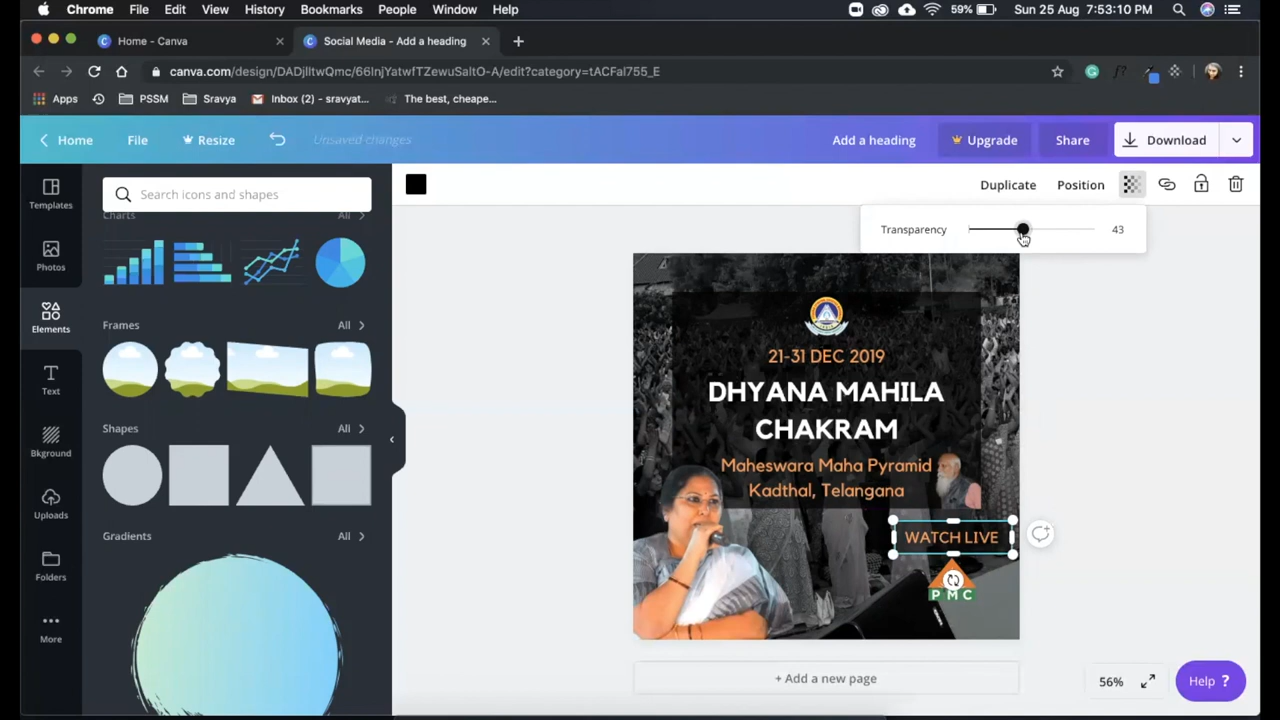 Chrome File Edit View History Bookmarks People Window Help 59% Sun 25 Aug 7:53:10 PM
Home - Canva Social Media - Add a heading
canva.com/design/DADjlltwQmc/66lnjYatwfTZewuSaltO-A/edit?category=tACFal755_E
Apps PSSM Sravya Inbox (2) - sravyat... The best, cheape...
Home File Resize Unsaved changes Add a heading Upgrade Share Download
Templates
Photos
Elements
Text
Bkground
Uploads
Folders
More
Search icons and shapes
Charts All
Frames All
Shapes All
Gradients All
Duplicate Position
Transparency 43
21-31 DEC 2019
DHYANA MAHILA
CHAKRAM
Maheswara Maha Pyramid
Kadthal, Telangana
WATCH LIVE
PMC
+ Add a new page
56%
Help ?